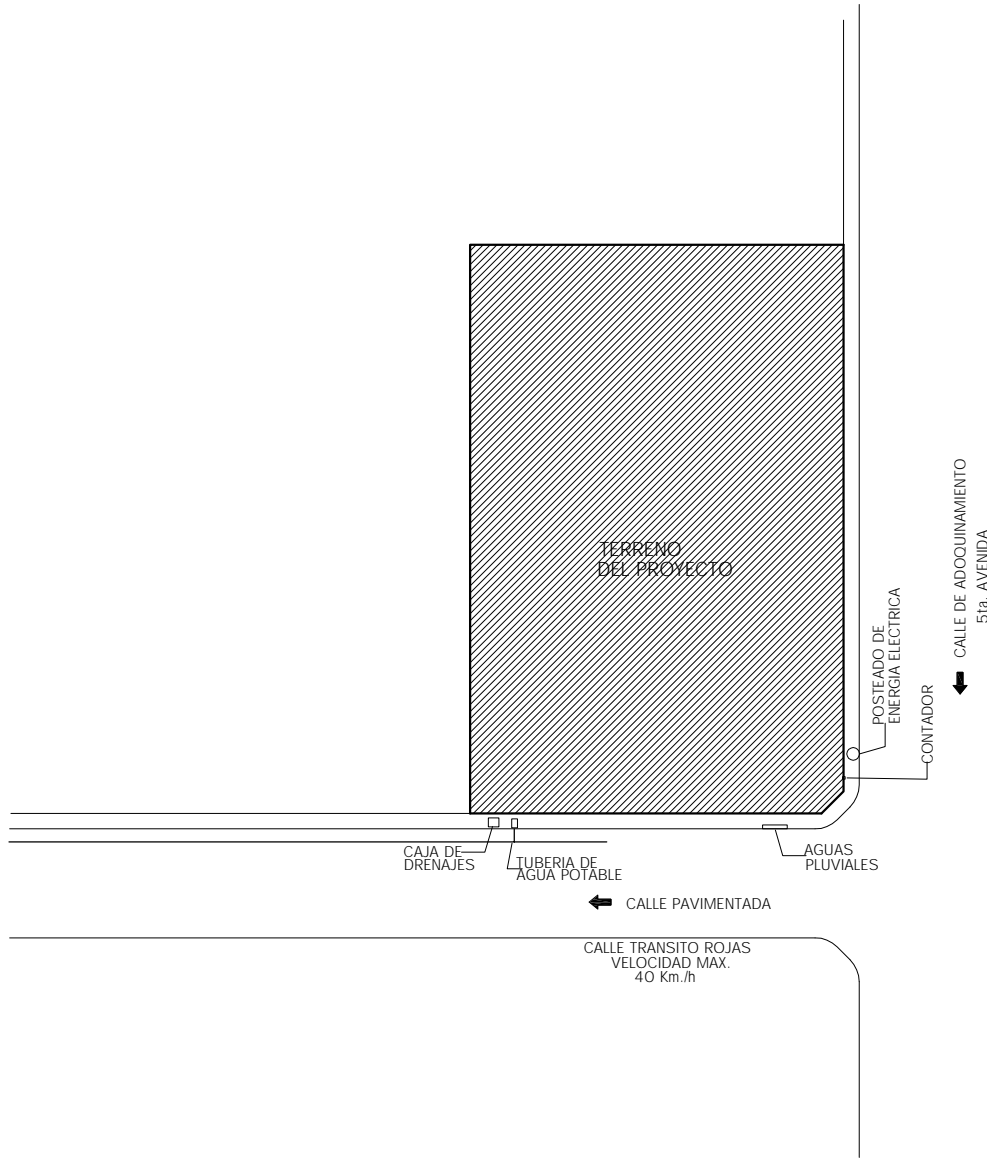 TERRENO
DEL PROYECTO
CALLE DE ADOQUINAMIENTO
5ta. AVENIDA
POSTEADO DE
ENERGIA ELECTRICA
CONTADOR
CAJA DE
DRENAJES
TUBERIA DE
AGUA POTABLE
AGUAS
PLUVIALES
CALLE PAVIMENTADA
CALLE TRANSITO ROJAS
VELOCIDAD MAX.
40 Km./h